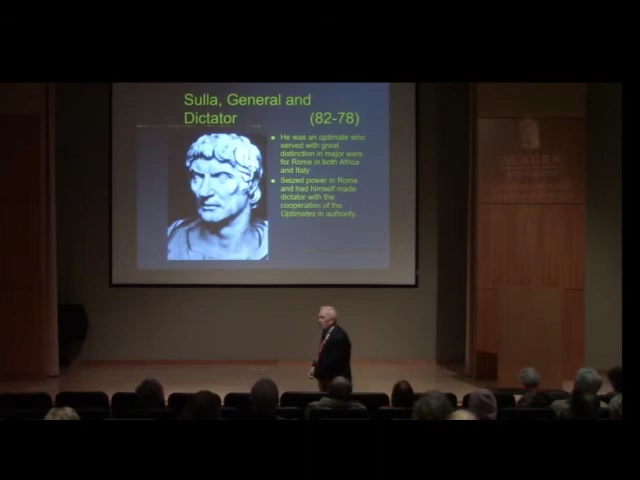 Sulla, General and
Dictator (82-78)
He was an optimate who
served with great
distinction in major wars
for Rome in both Africa
and Italy
Seized power in Rome
and had himself made
dictator with the
cooperation of the
Optimates in authority.
AUBURN